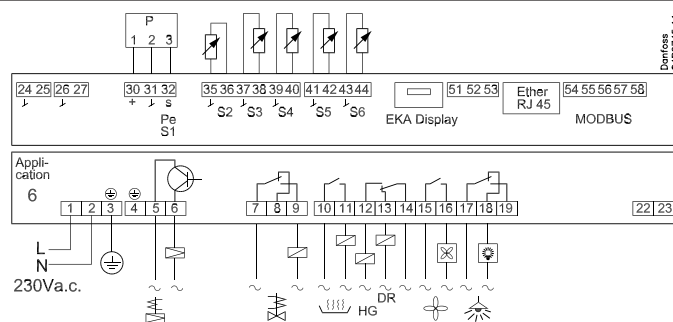 P
1 2 3
24 25 26 27 30 31 32 35 36 37 38 39 40 41 42 43 44 51 52 53 54 55 56 57 58
+ s
S2 S3 S4 S5 S6
Pe
S1
EKA Display
Ether
RJ 45
MODBUS
Danfoss
Appli-
cation
6
1 2 3 4 5 6 7 8 9 10 11 12 13 14 15 16 17 18 19 22 23
L
N
230Va.c.
HG
DR